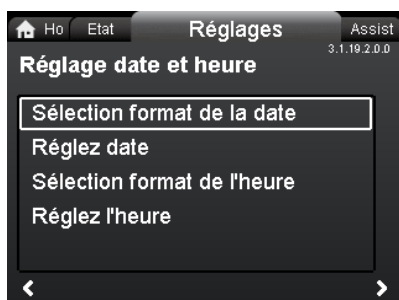 Ho Etat Réglages Assist
3.1.19.2.0.0
Réglage date et heure
Sélection format de la date
Réglez date
Sélection format de l'heure
Réglez l'heure